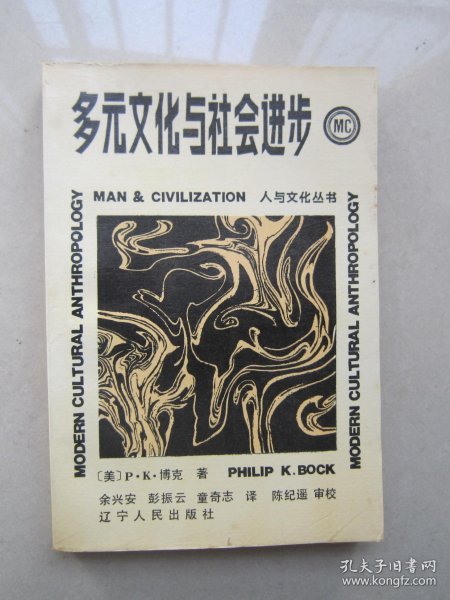 多元文化与社会进步
MC
MAN & CIVILIZATION 人与文化丛书
MODERN CULTURAL ANTHROPOLOGY
MODERN CULTURAL ANTHROPOLOGY
〔美〕P·K·博克 著 PHILIP K.BOCK
余兴安 彭振云 童奇志 译 陈纪遥 审校
辽宁人民出版社
孔夫子旧书网
www.kongfz.com